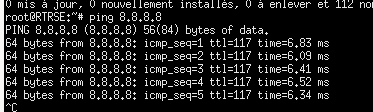 0 mis à jour, 0 nouvellement installés, 0 à enlever et 112 no
root@RTRSE:~# ping 8.8.8.8
PING 8.8.8.8 (8.8.8.8) 56(84) bytes of data.
64 bytes from 8.8.8.8: icmp_seq=1 ttl=117 time=6.83 ms
64 bytes from 8.8.8.8: icmp_seq=2 ttl=117 time=6.09 ms
64 bytes from 8.8.8.8: icmp_seq=3 ttl=117 time=6.41 ms
64 bytes from 8.8.8.8: icmp_seq=4 ttl=117 time=6.52 ms
64 bytes from 8.8.8.8: icmp_seq=5 ttl=117 time=6.34 ms
^C